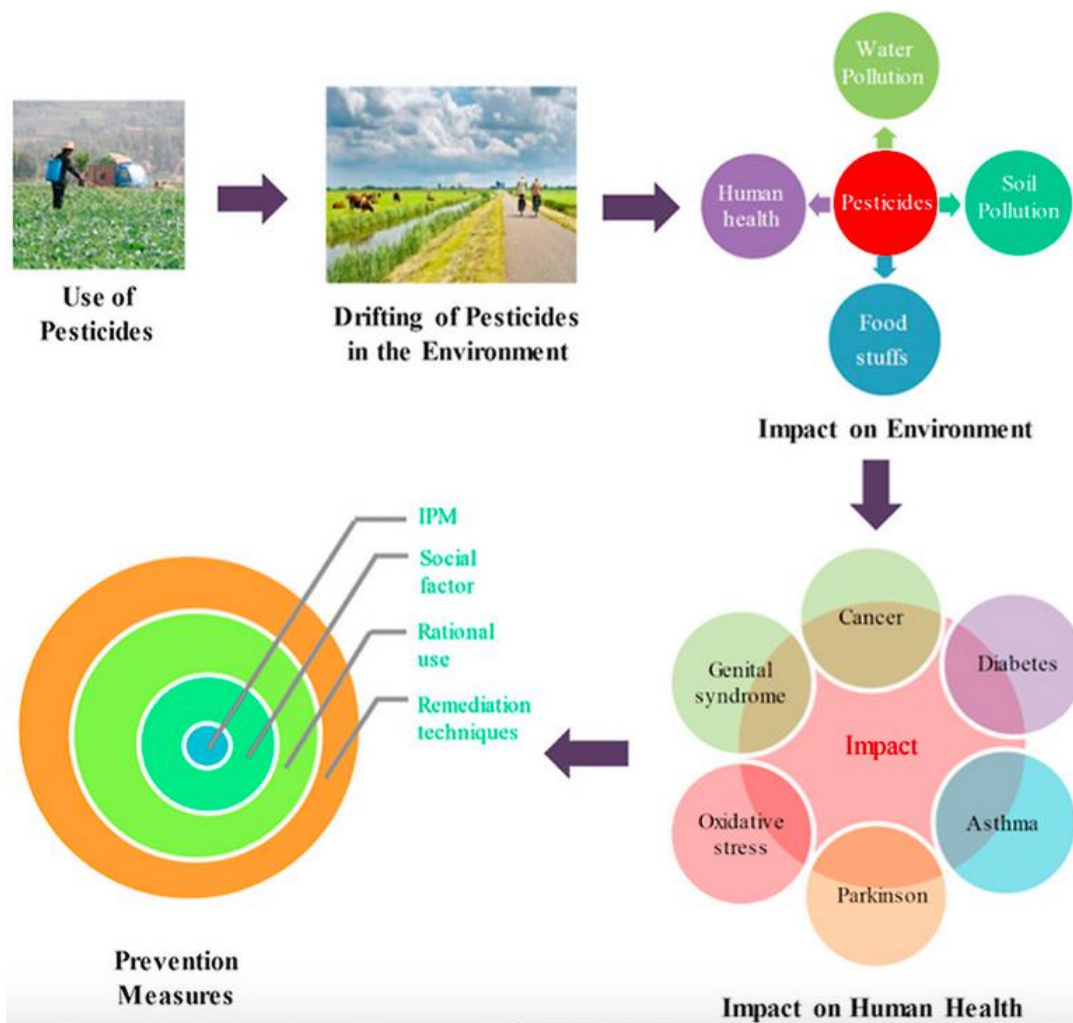 Use of
Pesticides
Drifting of Pesticides
in the Environment
Water
Pollution
Human
health
Pesticides
Soil
Pollution
Food
stuffs
Impact on Environment
Cancer
Diabetes
Genital
syndrome
Impact
Oxidative
stress
Asthma
Parkinson
Impact on Human Health
IPM
Social
factor
Rational
use
Remediation
techniques
Prevention
Measures